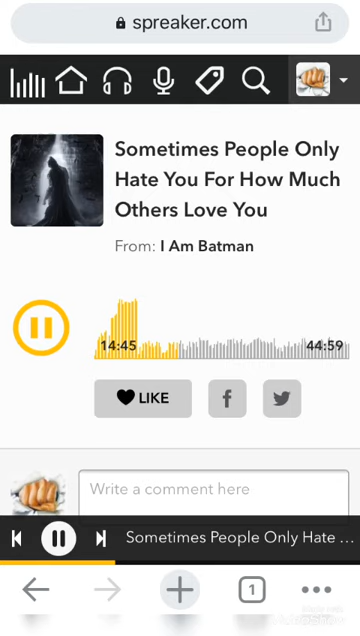 spreaker.com
Sometimes People Only
Hate You For How Much
Others Love You
From: I Am Batman
14:45
44:59
LIKE
Write a comment here
Sometimes People Only Hate ...
1